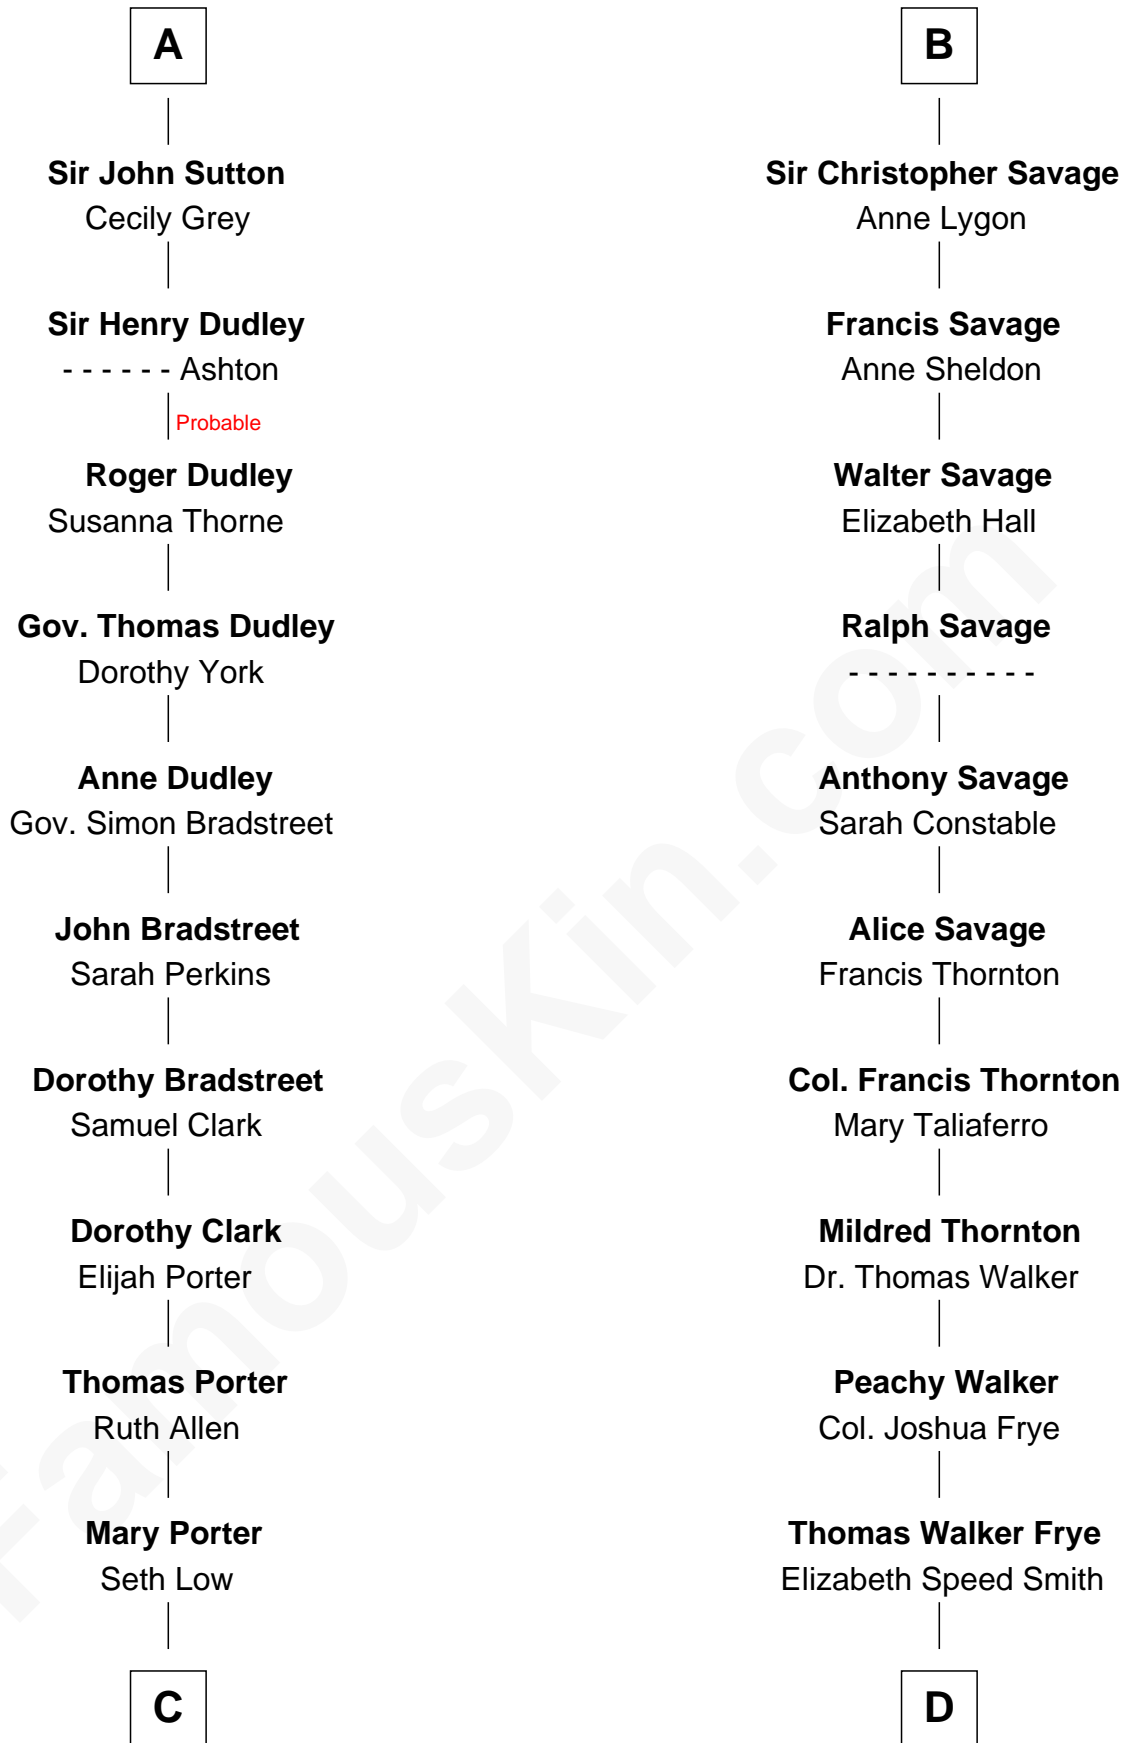 A
Sir John Sutton
Cecily Grey
Sir Henry Dudley
- - - - - - Ashton
Probable
Roger Dudley
Susanna Thorne
Gov. Thomas Dudley
Dorothy York
Anne Dudley
Gov. Simon Bradstreet
John Bradstreet
Sarah Perkins
Dorothy Bradstreet
Samuel Clark
Dorothy Clark
Elijah Porter
Thomas Porter
Ruth Allen
Mary Porter
Seth Low
C
B
Sir Christopher Savage
Anne Lygon
Francis Savage
Anne Sheldon
Walter Savage
Elizabeth Hall
Ralph Savage
- - - - - - - - - -
Anthony Savage
Sarah Constable
Alice Savage
Francis Thornton
Col. Francis Thornton
Mary Taliaferro
Mildred Thornton
Dr. Thomas Walker
Peachy Walker
Col. Joshua Frye
Thomas Walker Frye
Elizabeth Speed Smith
D
FamousKin.com